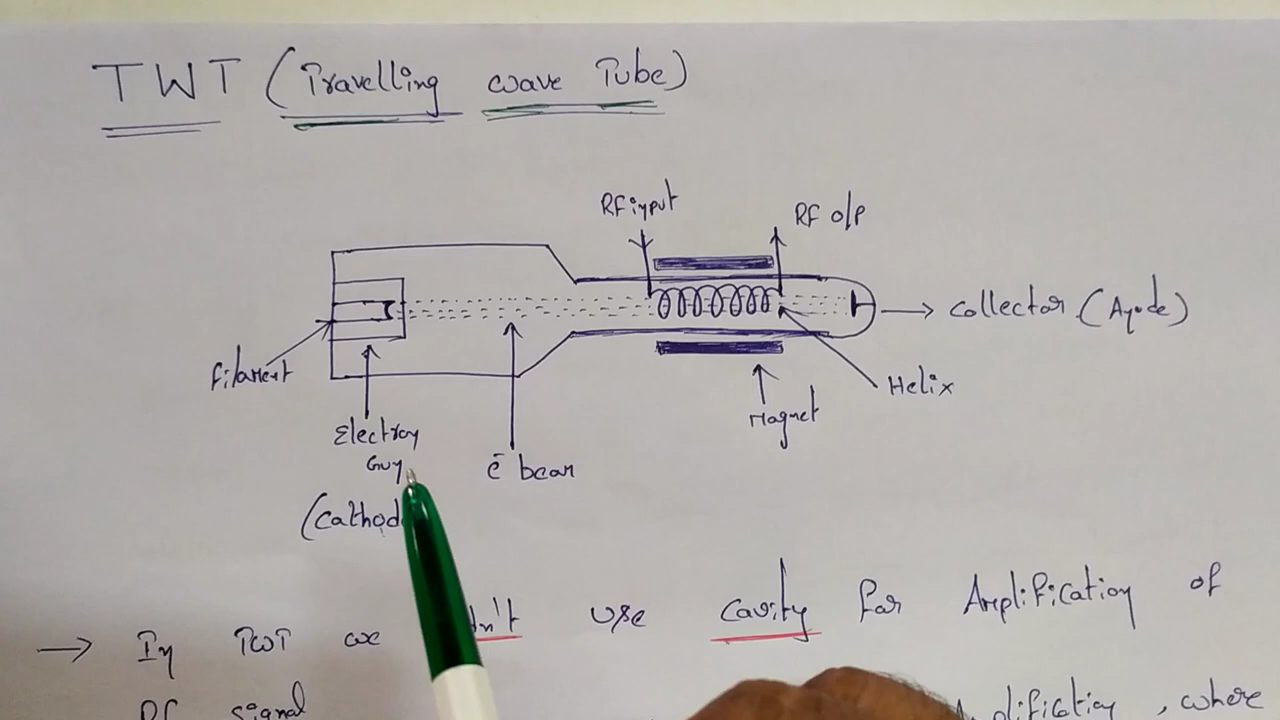 TWT (Travelling wave Tube)
RF input
RF o/p
Collector (Anode)
Filament
Helix
Magnet
Electron
Gun
e⁻ beam
(Cathod
→ In TWT we n't use cavity for Amplification of
RF signal where